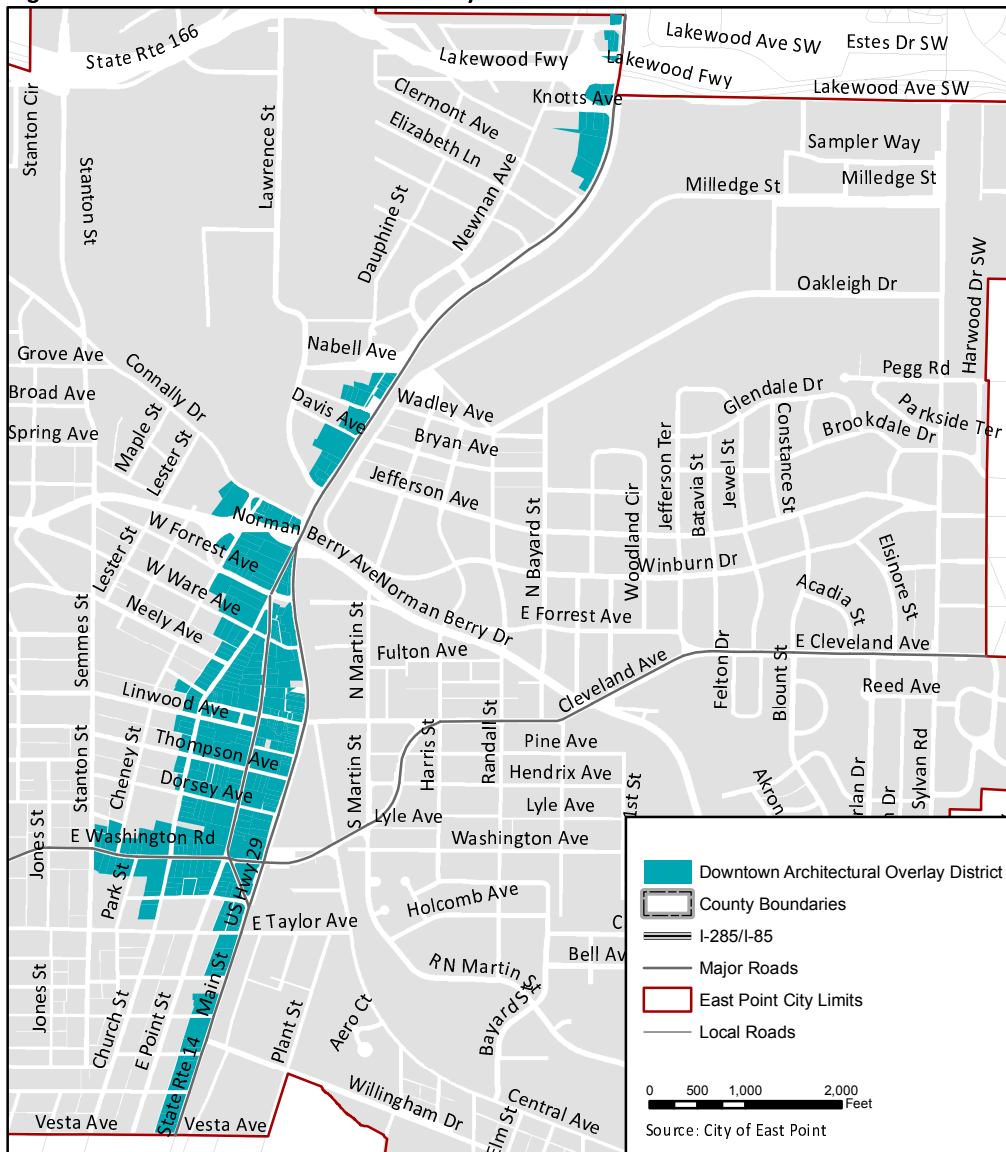 State Rte 166
Lakewood Fwy
Lakewood Ave SW
Estes Dr SW
Lakewood Fwy
Lakewood Ave SW
Knotts Ave
Clermont Ave
Elizabeth Ln
Stanton Cir
Stanton St
Lawrence St
Dauphine St
Newnan Ave
Sampler Way
Milledge St
Milledge St
Oakleigh Dr
Harwood Dr SW
Nabell Ave
Grove Ave
Connally Dr
Broad Ave
Spring Ave
Maple St
Lester St
Davis Ave
Wadley Ave
Bryan Ave
Jefferson Ave
Pegg Rd
Glendale Dr
Parkside Ter
Brookdale Dr
Jefferson Ter
Batavia St
Jewel St
Constance St
N Bayard St
Woodland Cir
Winburn Dr
Elsinore St
Acadia St
Norman Berry Ave
Norman Berry Dr
W Forrest Ave
Lester St
W Ware Ave
Neely Ave
Semmes St
N Martin St
E Forrest Ave
Fulton Ave
E Cleveland Ave
Cleveland Ave
Felton Dr
Blount St
Reed Ave
Linwood Ave
Thompson Ave
Dorsey Ave
Stanton St
Cheney St
S Martin St
Harris St
Randall St
Pine Ave
Hendrix Ave
Lyle Ave
Lyle Ave
1st St
Washington Ave
Akron
Sylvan Rd
Jones St
E Washington Rd
Park St
US Hwy 29
E Taylor Ave
Holcomb Ave
Bell Av
RN Martin St
Bayard St
Jones St
Church St
E Point St
Main St
State Rte 14
Plant St
Aero Ct
Willingham Dr
Central Ave
Elm St
Vesta Ave
Vesta Ave
Downtown Architectural Overlay District
County Boundaries
I-285/I-85
Major Roads
East Point City Limits
Local Roads
0 500 1,000 2,000
Feet
Source: City of East Point